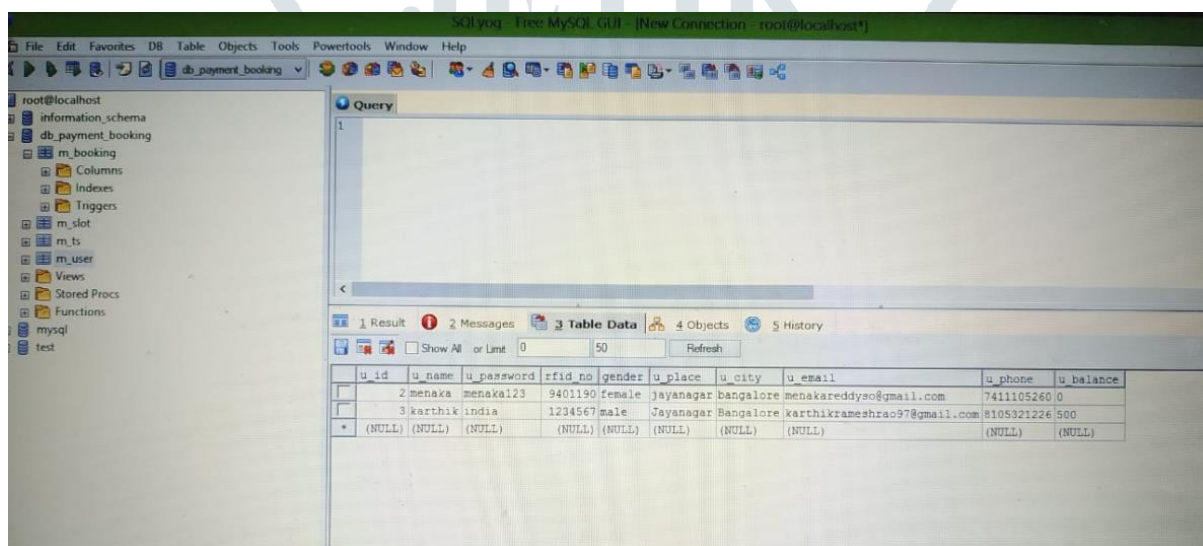 SQLyog - Free MySQL GUI - [New Connection - root@localhost*]
File Edit Favorites DB Table Objects Tools Powertools Window Help
db_payment_booking
root@localhost
information_schema
db_payment_booking
m_booking
Columns
Indexes
Triggers
m_slot
m_ts
m_user
Views
Stored Procs
Functions
mysql
test
Query
1
1 Result 2 Messages 3 Table Data 4 Objects 5 History
Show All or Limit 0 50 Refresh
u_id u_name u_password rfid_no gender u_place u_city u_email u_phone u_balance
2 menaka menaka123 9401190 female jayanagar bangalore menakareddyso@gmail.com 7411105260 0
3 karthik india 1234567 male Jayanagar Bangalore karthikrameshrao97@gmail.com 8105321226 500
* (NULL) (NULL) (NULL) (NULL) (NULL) (NULL) (NULL) (NULL) (NULL) (NULL)